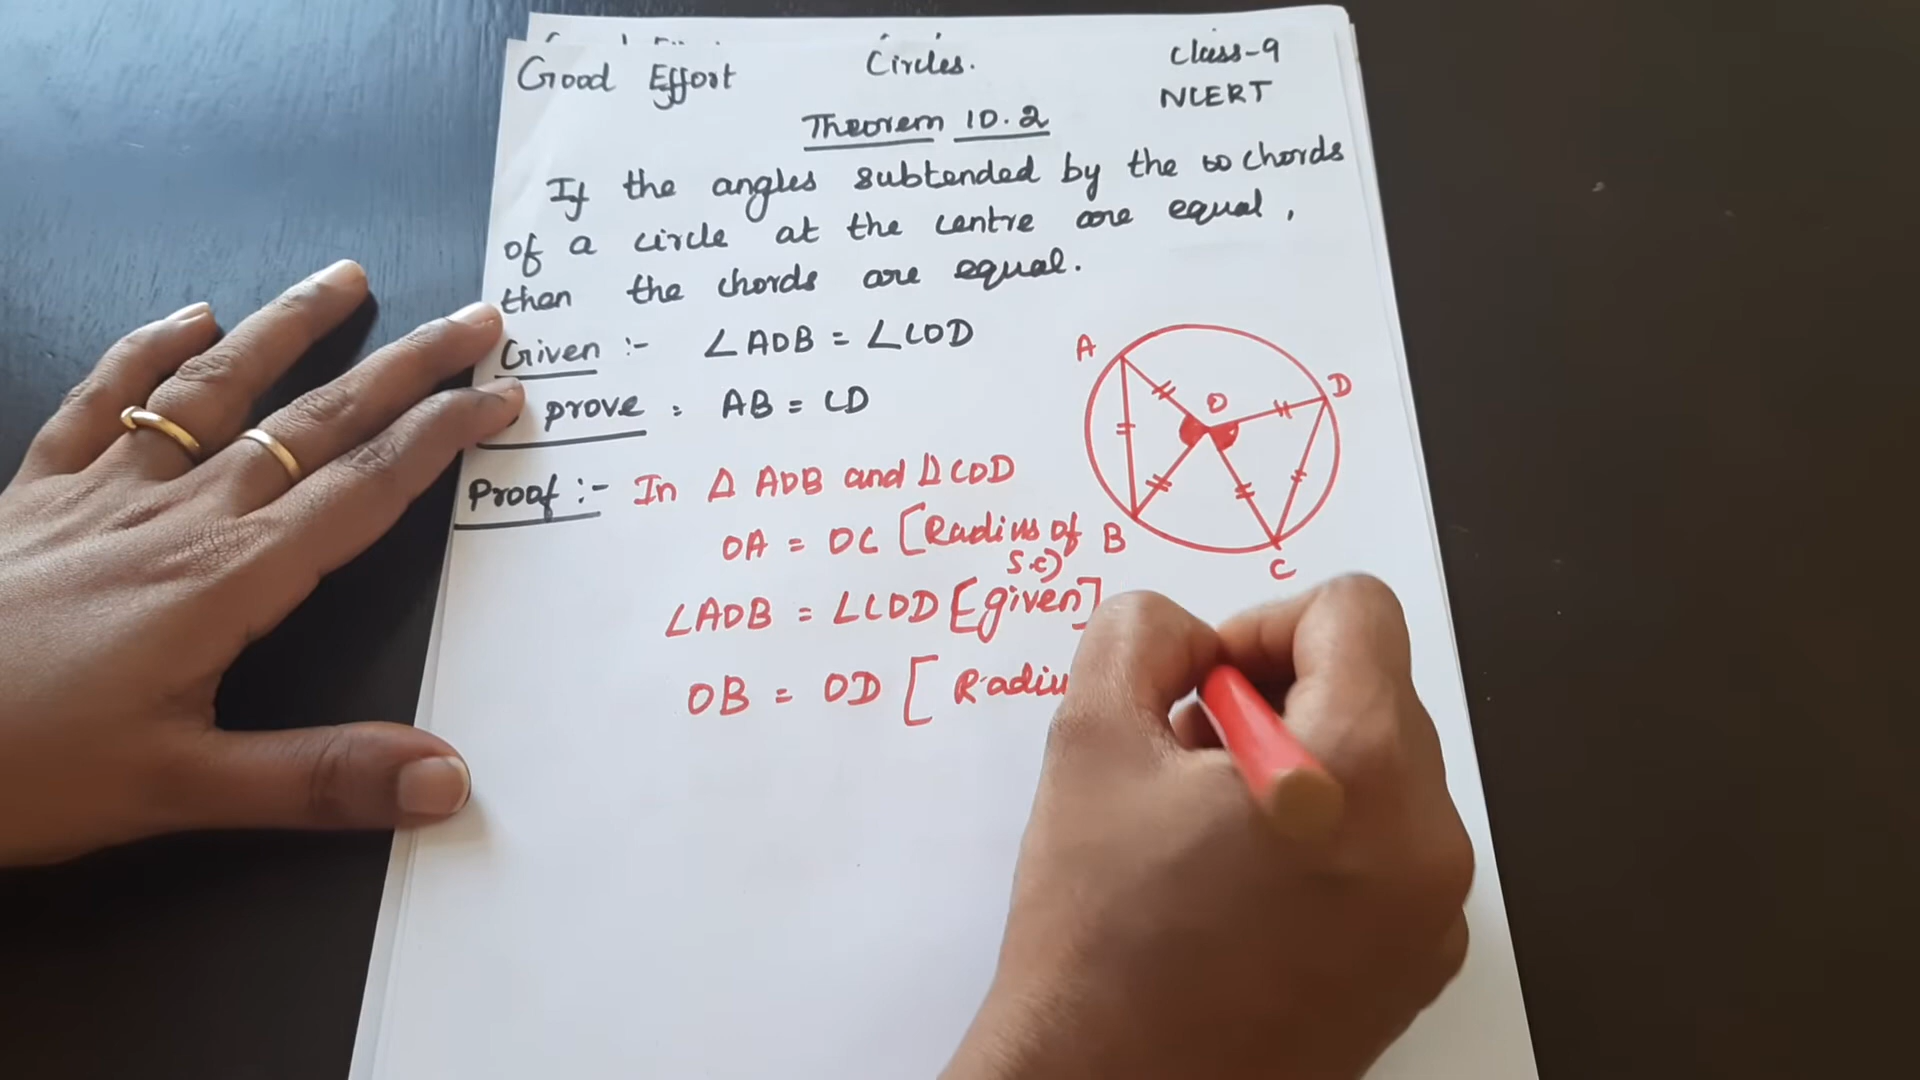 Good Effort
Circles.
Class-9
NCERT
Theorem 10.2
If the angles subtended by the chords
of a circle at the centre are equal,
then the chords are equal.
Given :- ∠AOB = ∠COD
prove : AB = CD
Proof :- In Δ AOB and ΔCOD
OA = OC [Radius of
S.C)
∠AOB = ∠COD [given]
OB = OD [ Radiu
A
O
D
B
C